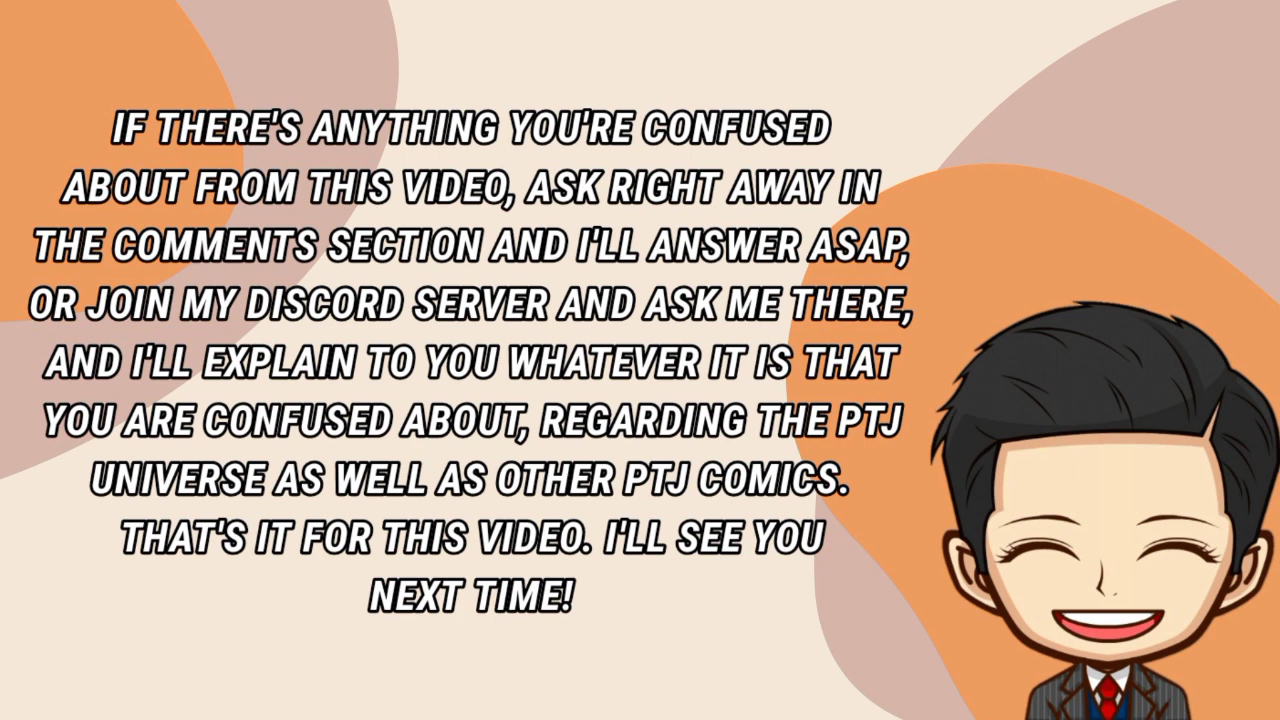 IF THERE'S ANYTHING YOU'RE CONFUSED
ABOUT FROM THIS VIDEO, ASK RIGHT AWAY IN
THE COMMENTS SECTION AND I'LL ANSWER ASAP,
OR JOIN MY DISCORD SERVER AND ASK ME THERE,
AND I'LL EXPLAIN TO YOU WHATEVER IT IS THAT
YOU ARE CONFUSED ABOUT, REGARDING THE PTJ
UNIVERSE AS WELL AS OTHER PTJ COMICS.
THAT'S IT FOR THIS VIDEO. I'LL SEE YOU
NEXT TIME!